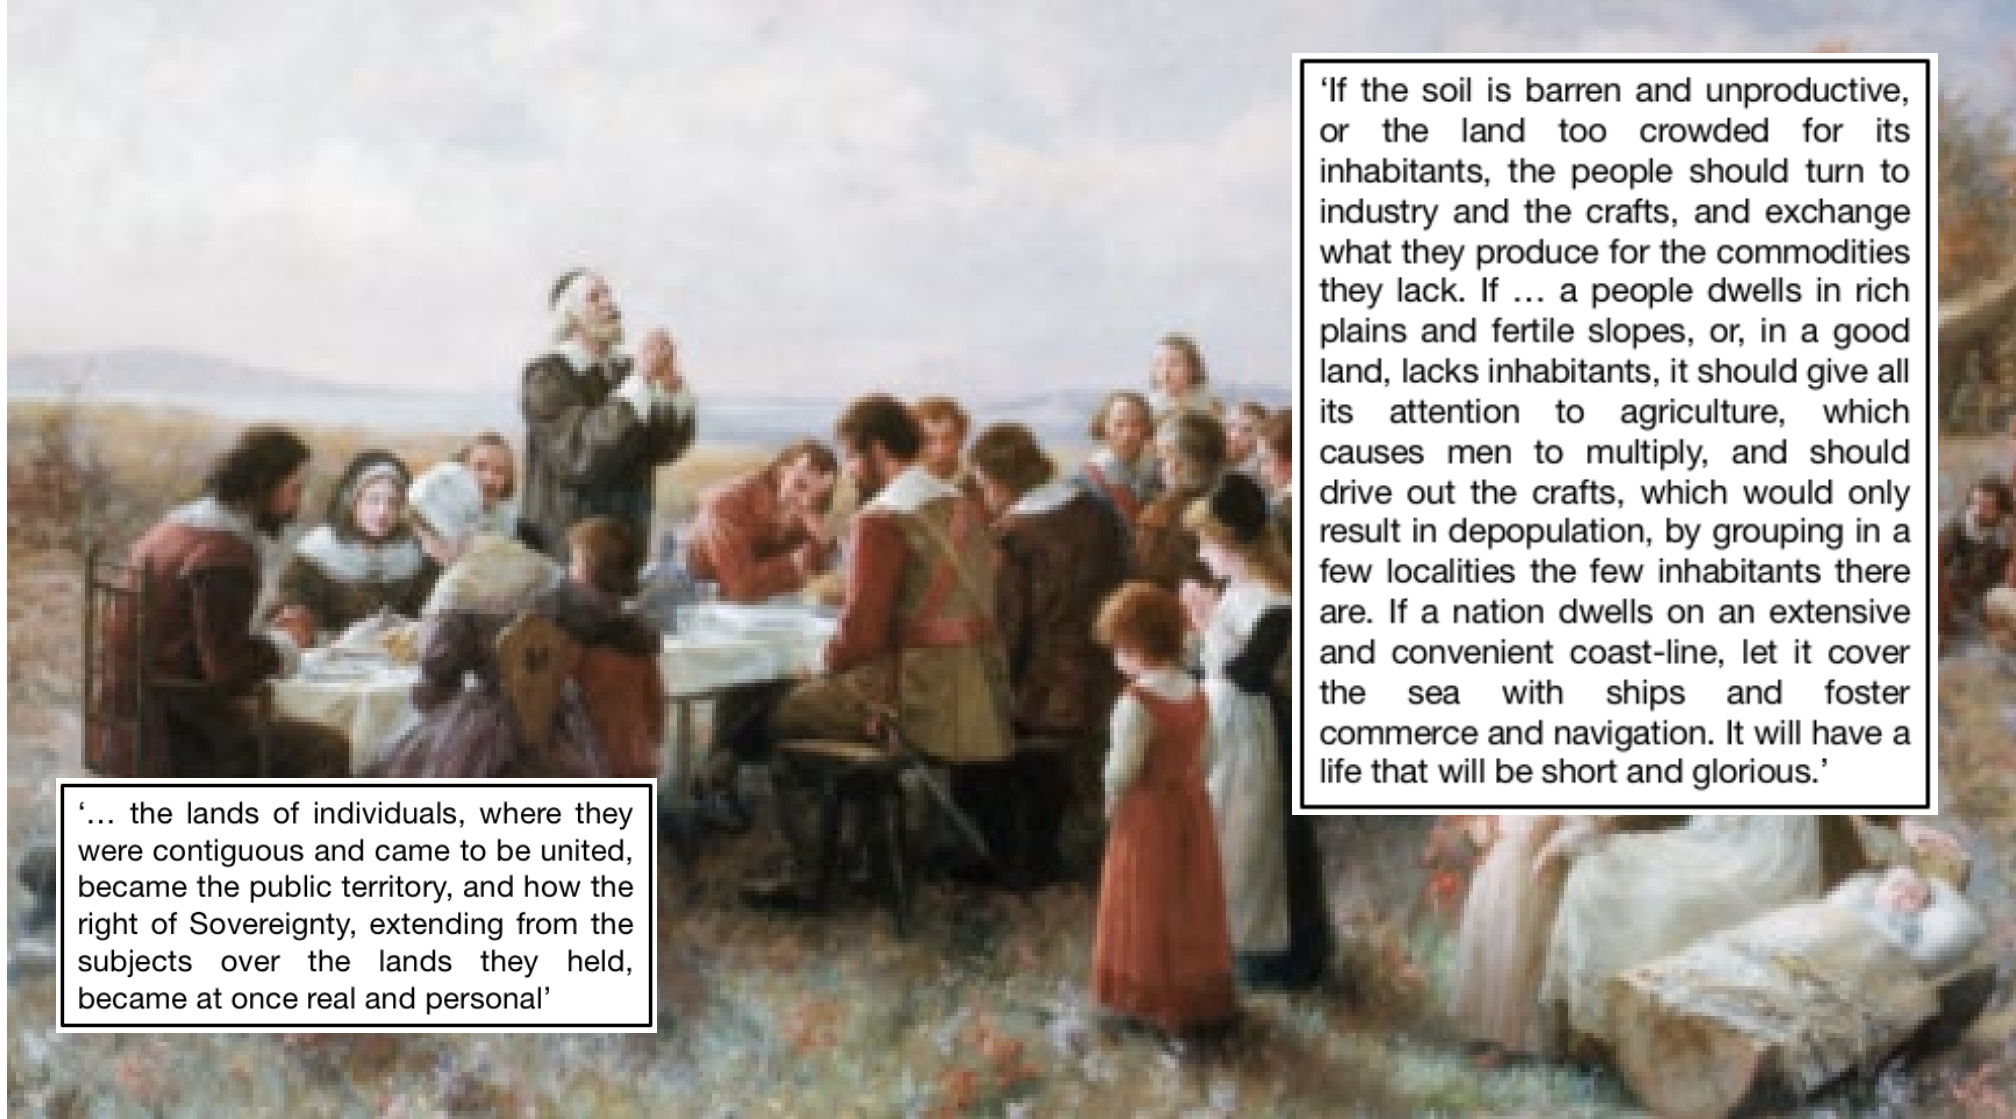 ‘If the soil is barren and unproductive,
or the land too crowded for its
inhabitants, the people should turn to
industry and the crafts, and exchange
what they produce for the commodities
they lack. If … a people dwells in rich
plains and fertile slopes, or, in a good
land, lacks inhabitants, it should give all
its attention to agriculture, which
causes men to multiply, and should
drive out the crafts, which would only
result in depopulation, by grouping in a
few localities the few inhabitants there
are. If a nation dwells on an extensive
and convenient coast-line, let it cover
the sea with ships and foster
commerce and navigation. It will have a
life that will be short and glorious.’
‘… the lands of individuals, where they
were contiguous and came to be united,
became the public territory, and how the
right of Sovereignty, extending from the
subjects over the lands they held,
became at once real and personal’